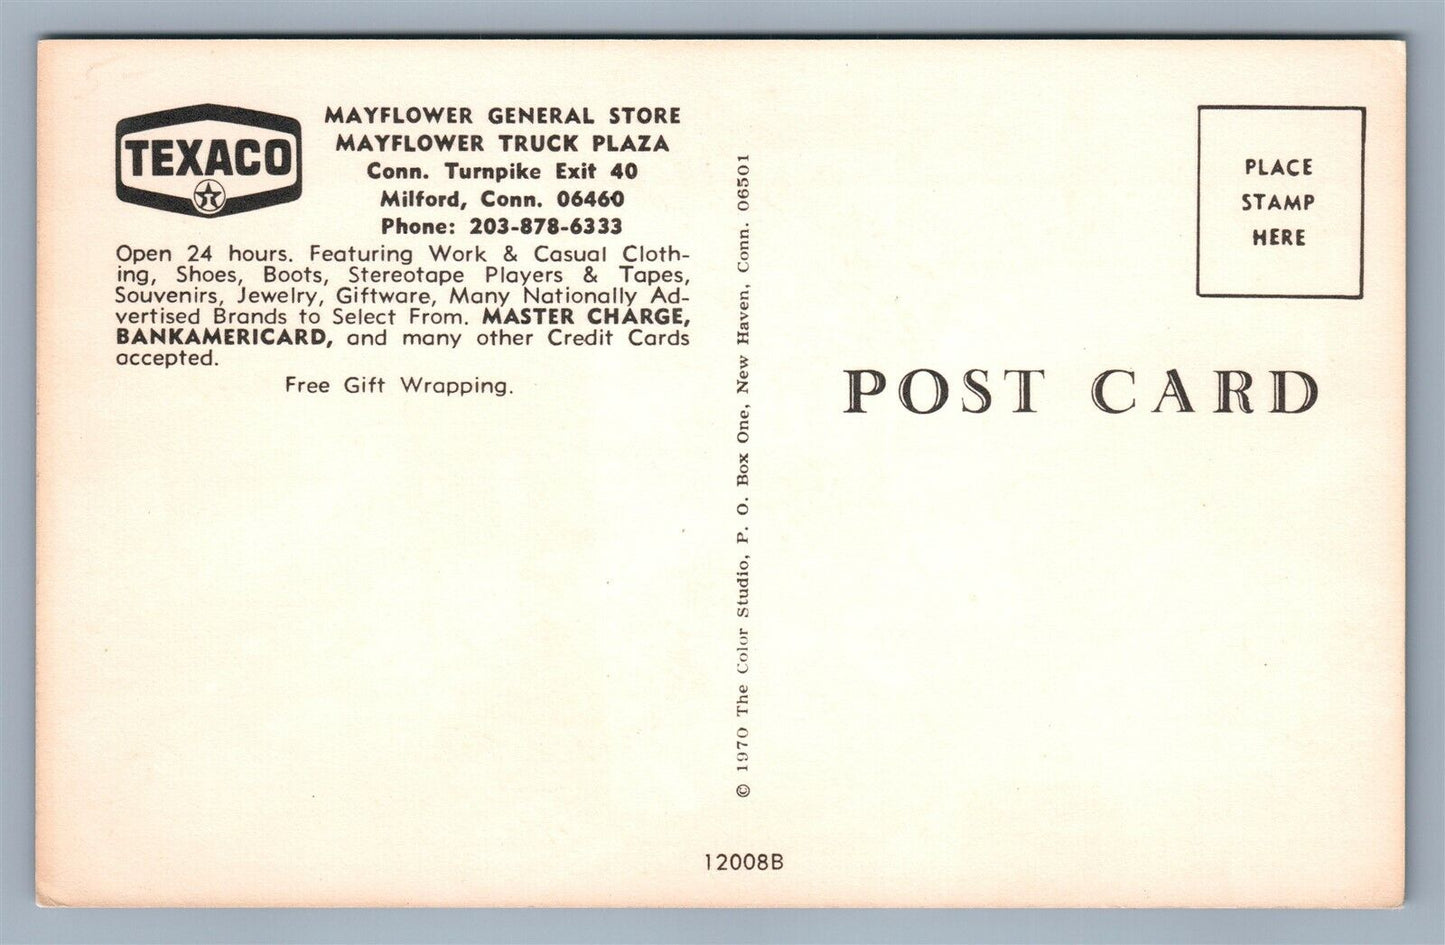 TEXACO
T
MAYFLOWER GENERAL STORE
MAYFLOWER TRUCK PLAZA
Conn. Turnpike Exit 40
Milford, Conn. 06460
Phone: 203-878-6333
Open 24 hours. Featuring Work & Casual Cloth-
ing, Shoes, Boots, Stereotape Players & Tapes,
Souvenirs, Jewelry, Giftware, Many Nationally Ad-
vertised Brands to Select From. MASTER CHARGE,
BANKAMERICARD, and many other Credit Cards
accepted.
Free Gift Wrapping.
© 1970 The Color Studio, P. O. Box One, New Haven, Conn. 06501
PLACE
STAMP
HERE
POST CARD
12008B